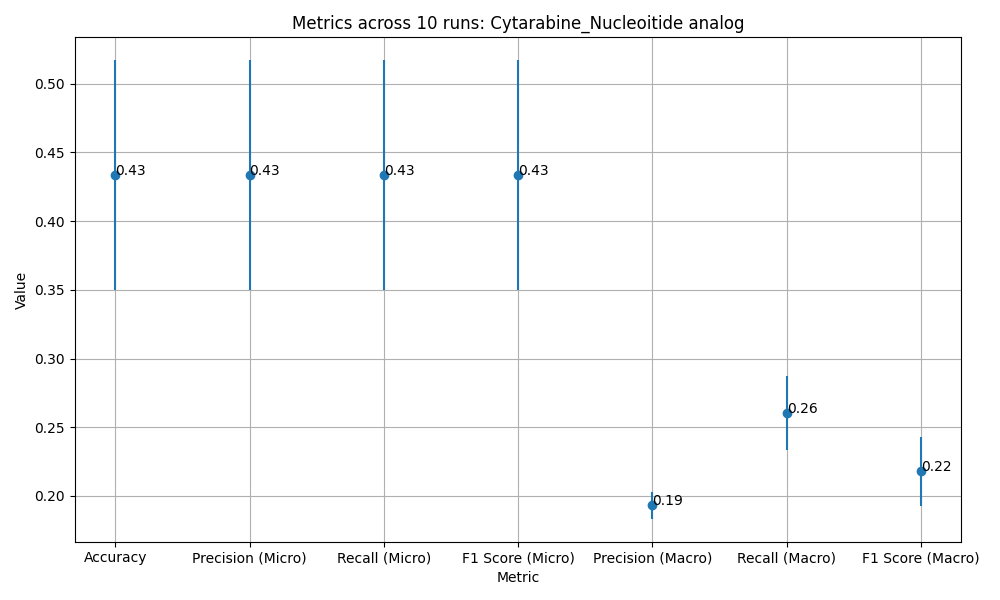 Metrics across 10 runs: Cytarabine_Nucleoitide analog
Value
0.50
0.45
0.40
0.35
0.30
0.25
0.20
0.43
0.43
0.43
0.43
0.19
0.26
0.22
Accuracy
Precision (Micro)
Recall (Micro)
F1 Score (Micro)
Precision (Macro)
Recall (Macro)
F1 Score (Macro)
Metric